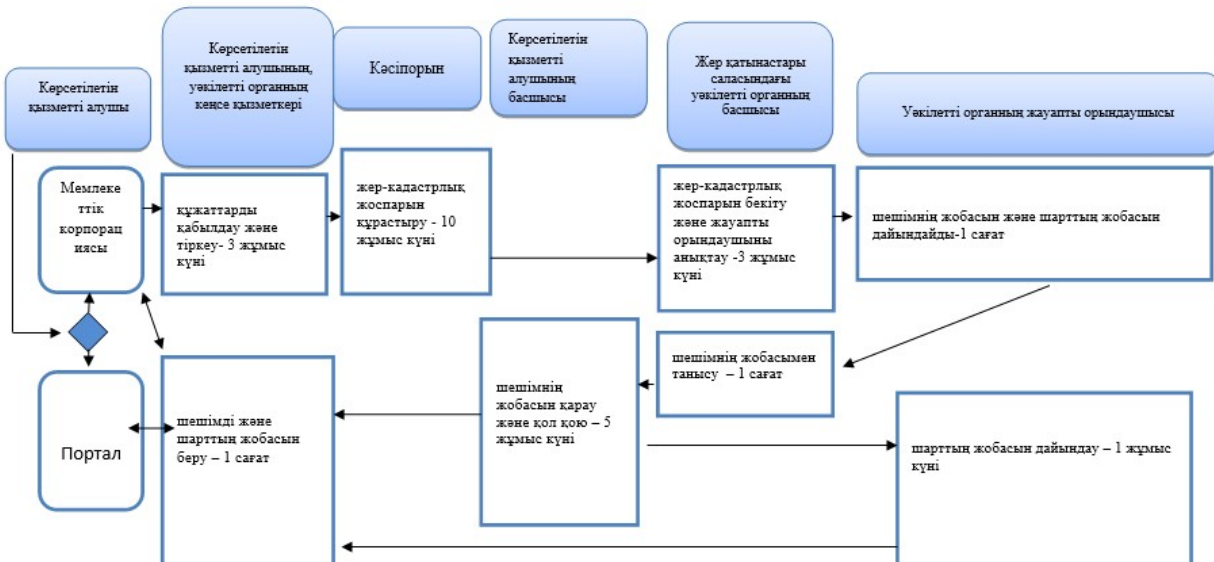 Көрсетілетін
қызметті алушы
Көрсетілетін
қызметті алушының,
уәкілетті органның
кеңсе қызметкері
Кәсіпорын
Көрсетілетін
қызметті
алушының
басшысы
Жер қатынастары
саласындағы
уәкілетті органның
басшысы
Уәкілетті органның жауапты орындаушысы
Мемлеке
ттік
корпорац
иясы
құжаттарды
қабылдау және
тіркеу- 3 жұмыс
күні
жер-кадастрлық
жоспарын
құрастыру - 10
жұмыс күні
жер-кадастрлық
жоспарын бекіту
және жауапты
орындаушыны
анықтау -3 жұмыс
күні
шешімнің жобасын және шарттың жобасын
дайындайды-1 сағат
шешімнің жобасымен
танысу – 1 сағат
шешімнің
жобасын қарау
және қол қою – 5
жұмыс күні
Портал
шешімді және
шарттың жобасын
беру – 1 сағат
шарттың жобасын дайындау – 1 жұмыс
күні